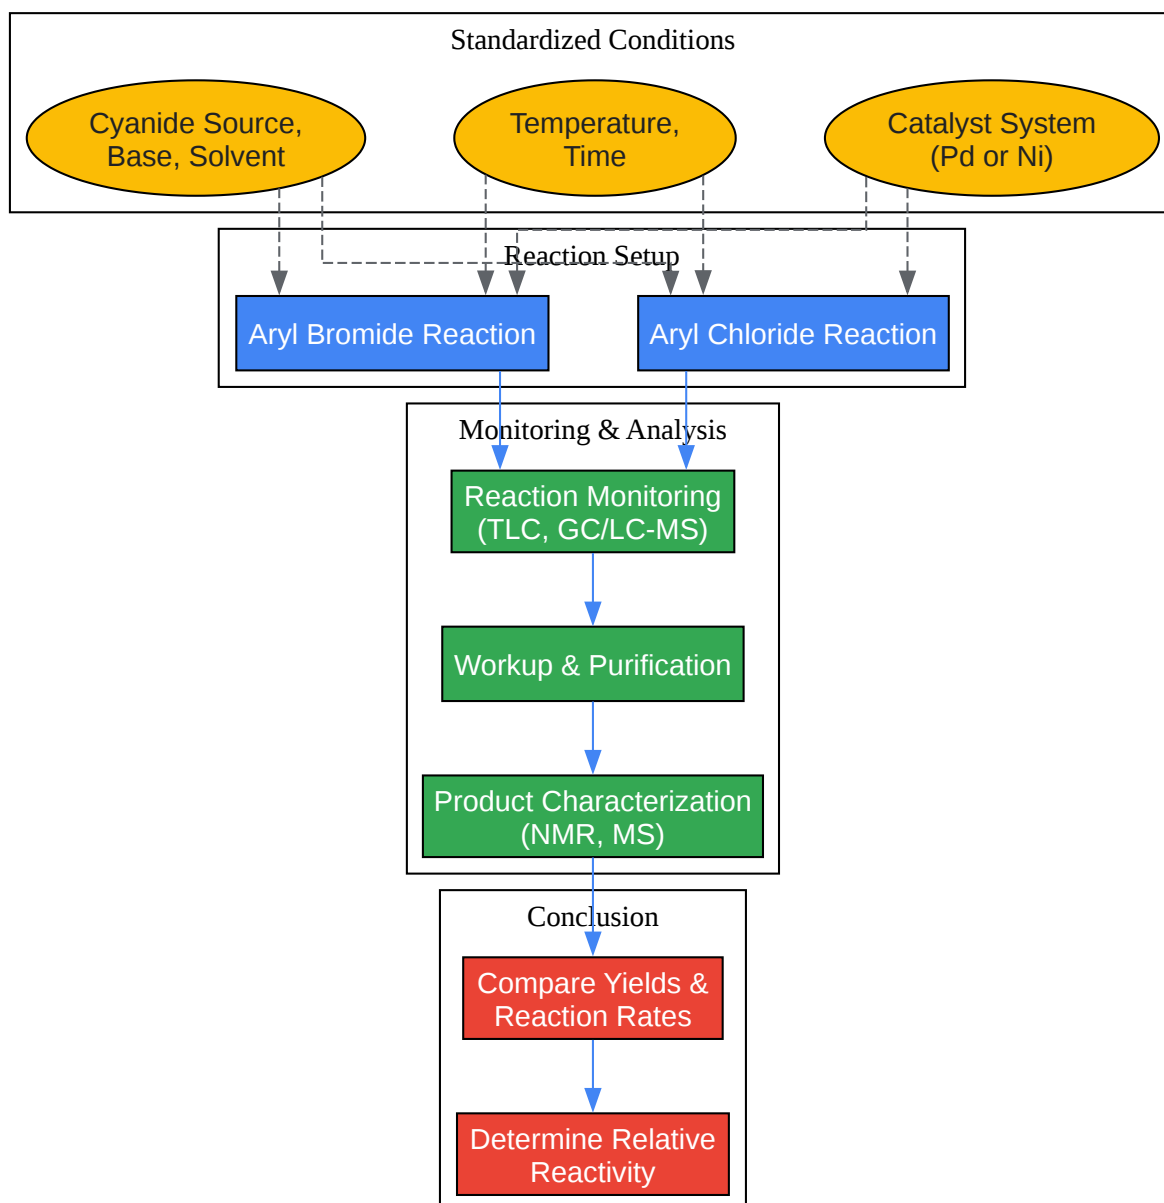 Standardized Conditions
Cyanide Source,
Base, Solvent
Temperature,
Time
Catalyst System
(Pd or Ni)
Reaction Setup
Aryl Bromide Reaction
Aryl Chloride Reaction
Monitoring & Analysis
Reaction Monitoring
(TLC, GC/LC-MS)
Workup & Purification
Product Characterization
(NMR, MS)
Conclusion
Compare Yields &
Reaction Rates
Determine Relative
Reactivity